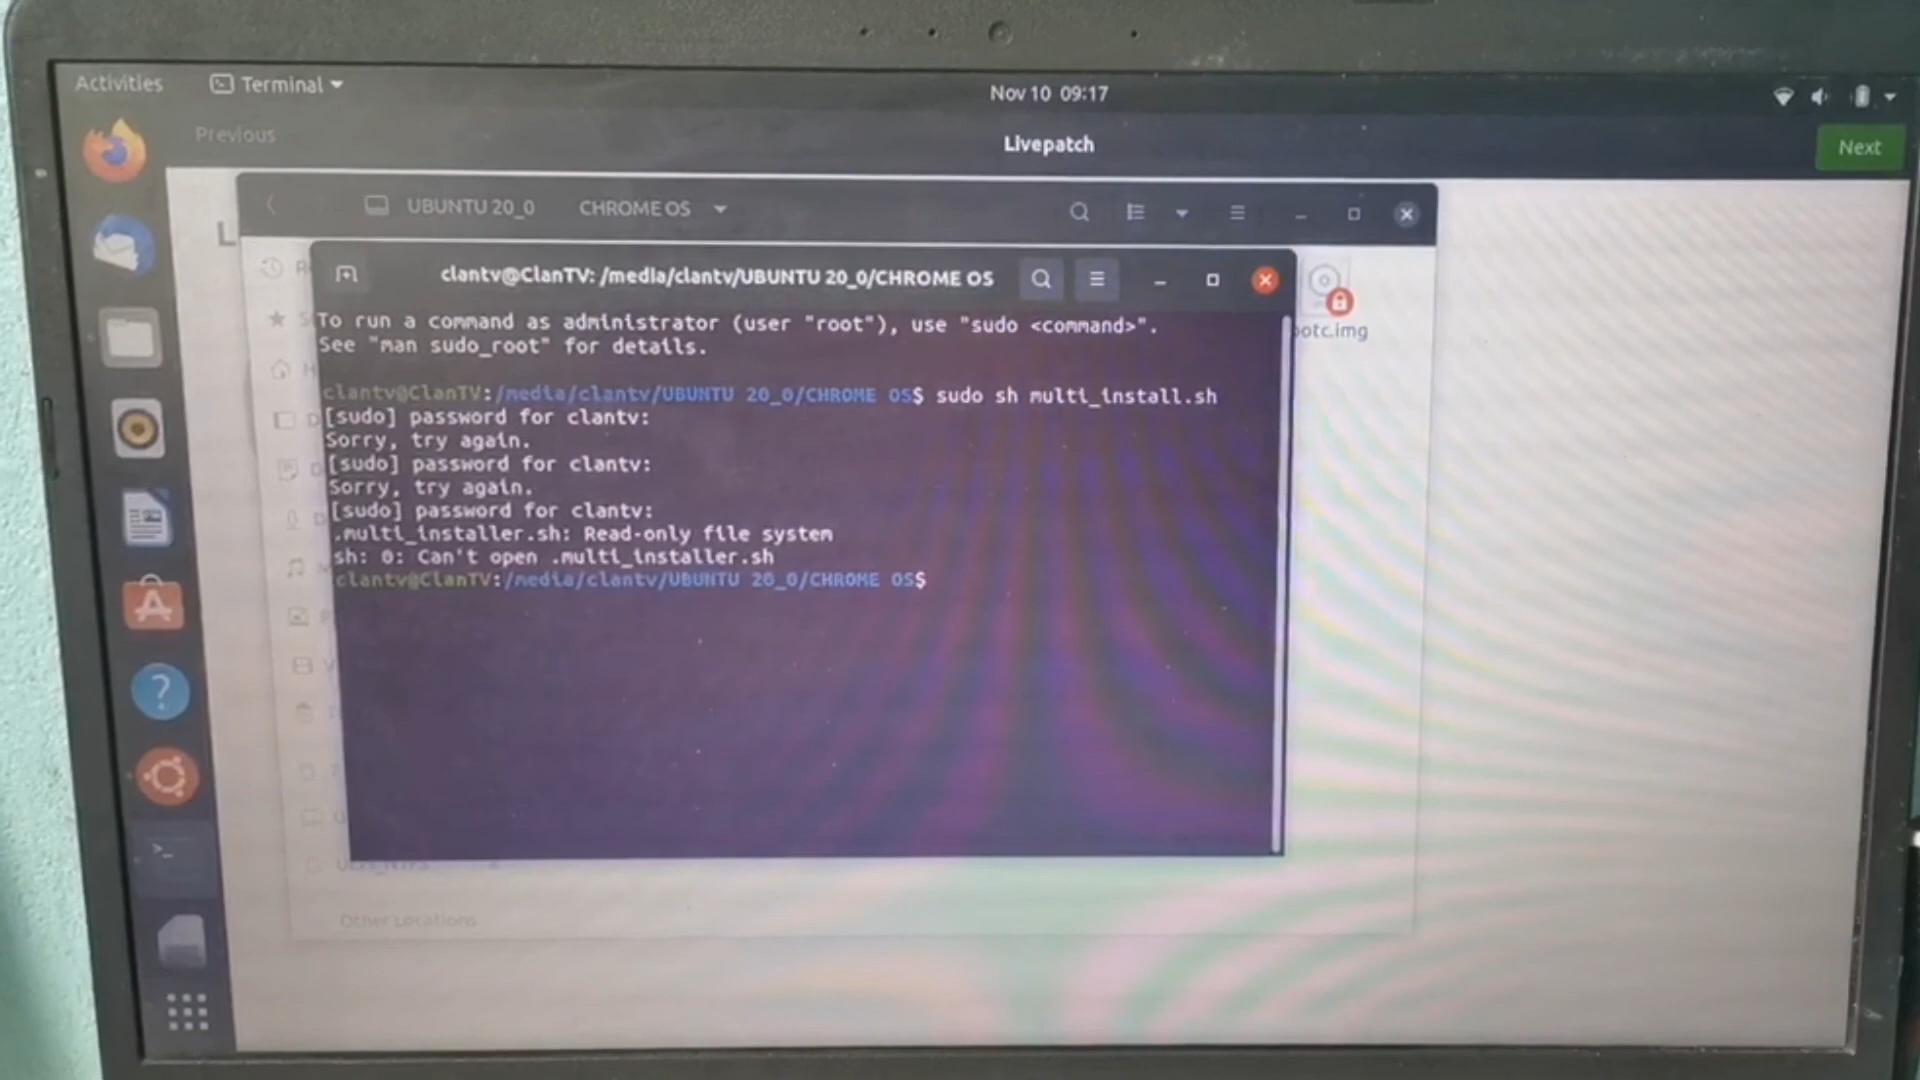 Activities
Terminal
Nov 10 09:17
Previous
Livepatch
Next
UBUNTU 20_0
CHROME OS
clantv@ClanTV: /media/clantv/UBUNTU 20_0/CHROME OS
To run a command as administrator (user "root"), use "sudo <command>".
See "man sudo_root" for details.
clantv@ClanTV:/media/clantv/UBUNTU 20_0/CHROME OS$ sudo sh multi_install.sh
[sudo] password for clantv:
Sorry, try again.
[sudo] password for clantv:
Sorry, try again.
[sudo] password for clantv:
.multi_installer.sh: Read-only file system
sh: 0: Can't open .multi_installer.sh
clantv@ClanTV:/media/clantv/UBUNTU 20_0/CHROME OS$
otc.img
Other Locations